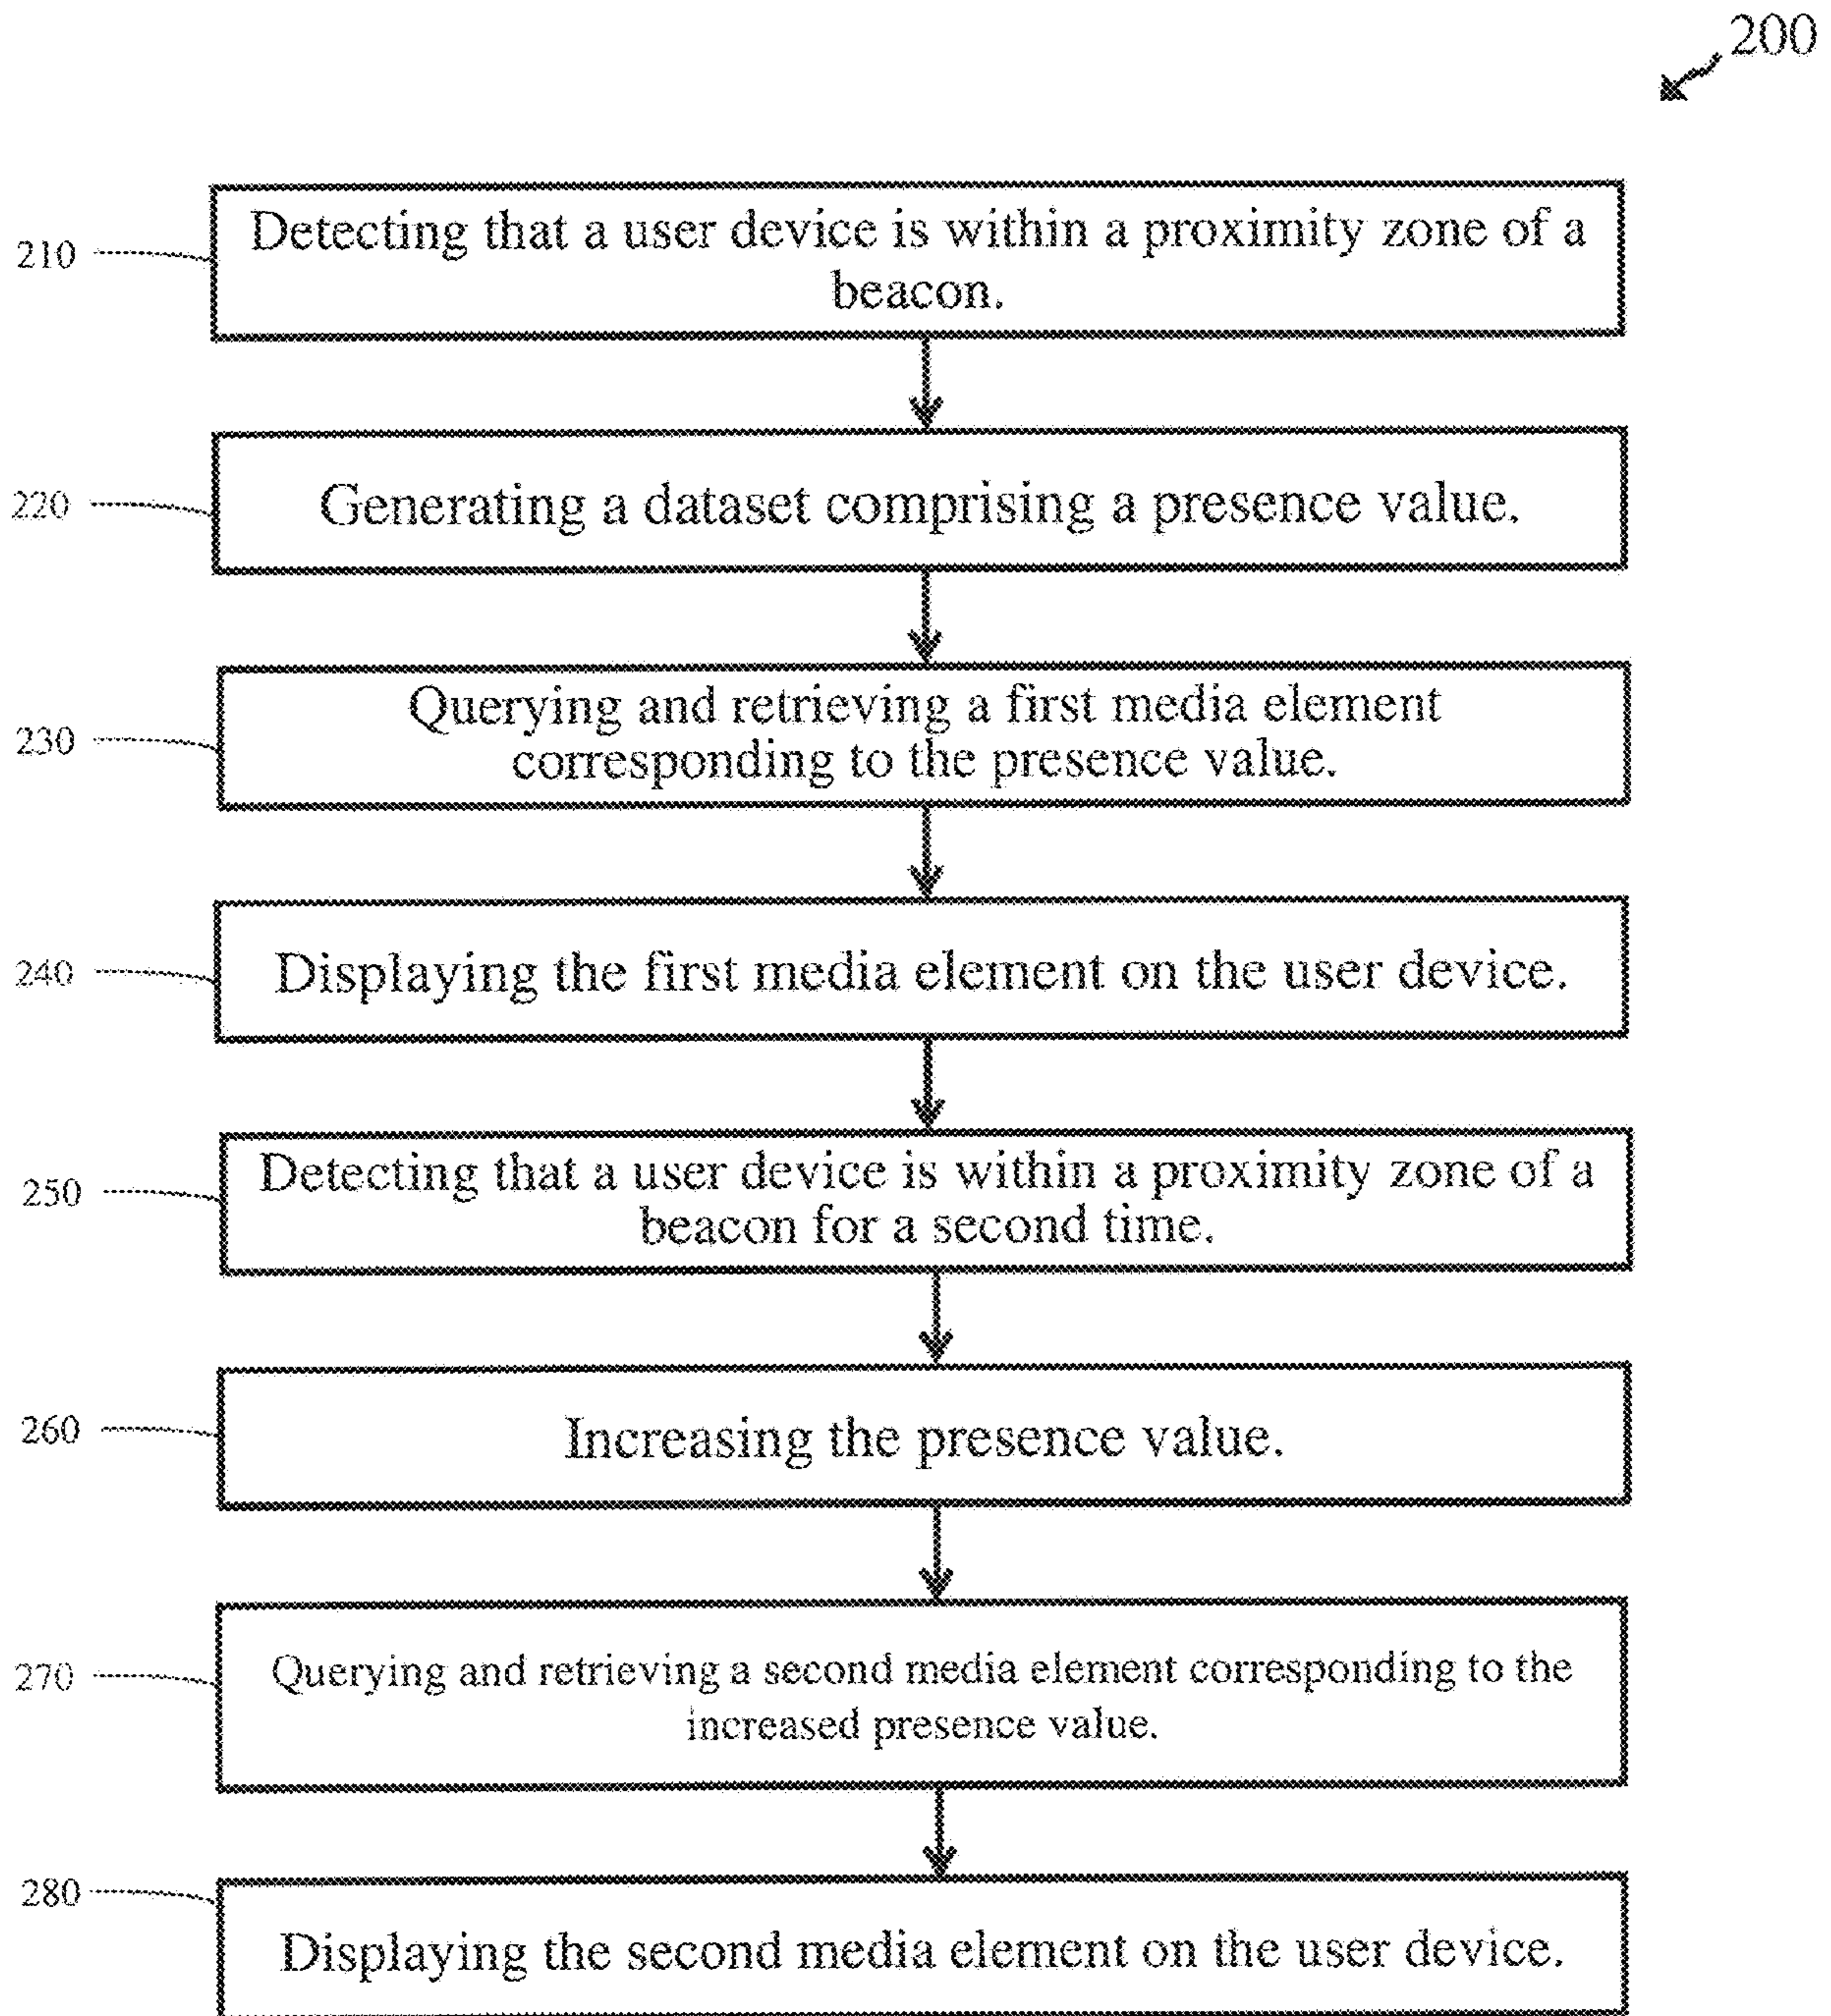 200
210
Detecting that a user device is within a proximity zone of a
beacon.
220
Generating a dataset comprising a presence value.
230
Querying and retrieving a first media element
corresponding to the presence value.
240
Displaying the first media element on the user device.
250
Detecting that a user device is within a proximity zone of a
beacon for a second time.
260
Increasing the presence value.
270
Querying and retrieving a second media element corresponding to the
increased presence value.
280
Displaying the second media element on the user device.